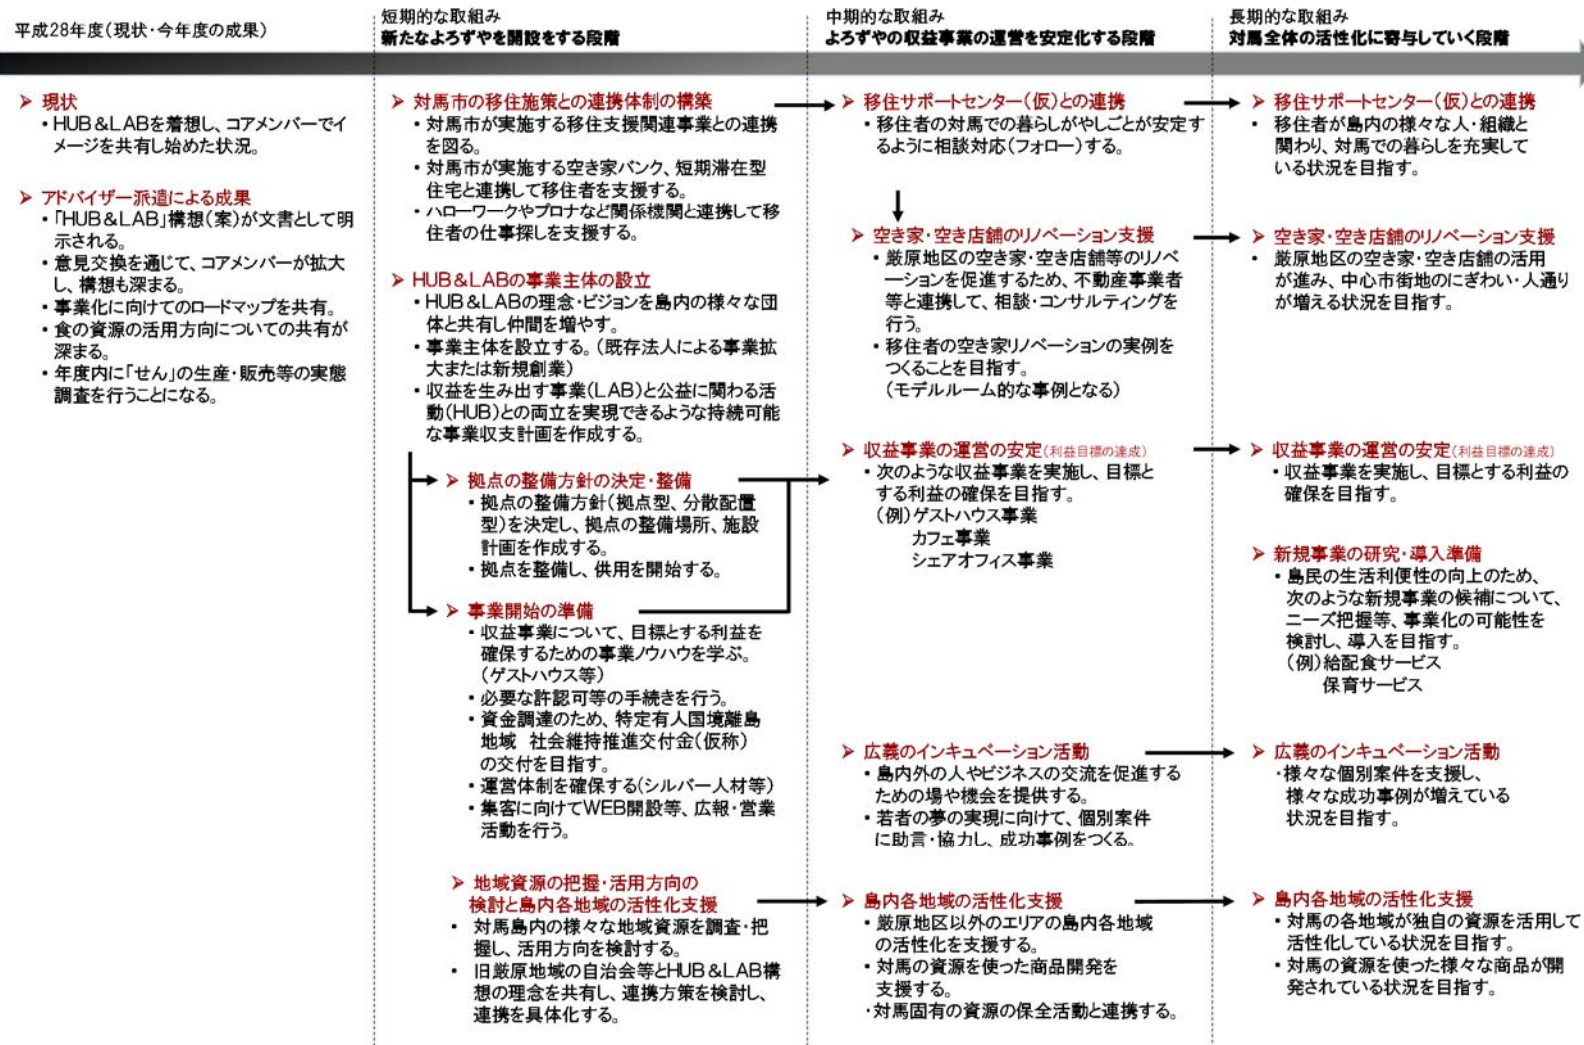 平成28年度(現状・今年度の成果)
短期的な取組み
新たなよろずやを開設をする段階
中期的な取組み
よろずやの収益事業の運営を安定化する段階
長期的な取組み
対馬全体の活性化に寄与していく段階
➢ 現状
・HUB&LABを着想し、コアメンバーでイ
メージを共有し始めた状況。
➢ アドバイザー派遣による成果
・「HUB&LAB」構想(案)が文書として明
示される。
・意見交換を通じて、コアメンバーが拡大
し、構想も深まる。
・事業化に向けてのロードマップを共有。
・食の資源の活用方向についての共有が
深まる。
・年度内に「せん」の生産・販売等の実態
調査を行うことになる。
➢ 対馬市の移住施策との連携体制の構築
・対馬市が実施する移住支援関連事業との連携
を図る。
・対馬市が実施する空き家バンク、短期滞在型
住宅と連携して移住者を支援する。
・ハローワークやプロナなど関係機関と連携して移
住者の仕事探しを支援する。
➢ HUB&LABの事業主体の設立
・HUB&LABの理念・ビジョンを島内の様々な団
体と共有し仲間を増やす。
・事業主体を設立する。(既存法人による事業拡
大または新規創業)
・収益を生み出す事業(LAB)と公益に関わる活
動(HUB)との両立を実現できるような持続可能
な事業収支計画を作成する。
➢ 拠点の整備方針の決定・整備
・拠点の整備方針(拠点型、分散配置
型)を決定し、拠点の整備場所、施設
計画を作成する。
・拠点を整備し、供用を開始する。
➢ 事業開始の準備
・収益事業について、目標とする利益を
確保するための事業ノウハウを学ぶ。
(ゲストハウス等)
・必要な許認可等の手続きを行う。
・資金調達のため、特定有人国境離島
地域 社会維持推進交付金(仮称)
の交付を目指す。
・運営体制を確保する(シルバー人材等)
・集客に向けてWEB開設等、広報・営業
活動を行う。
➢ 地域資源の把握・活用方向の
検討と島内各地域の活性化支援
・ 対馬島内の様々な地域資源を調査・把
握し、活用方向を検討する。
・ 旧厳原地域の自治会等とHUB&LAB構
想の理念を共有し、連携方策を検討し、
連携を具体化する。
➢ 移住サポートセンター(仮)との連携
・移住者の対馬での暮らしがやしごとが安定す
るように相談対応(フォロー)する。
➢ 空き家・空き店舗のリノベーション支援
・厳原地区の空き家・空き店舗等のリノベ
ーションを促進するため、不動産事業者
等と連携して、相談・コンサルティングを
行う。
・移住者の空き家リノベーションの実例を
つくることを目指す。
(モデルルーム的な事例となる)
➢ 収益事業の運営の安定(利益目標の達成)
・次のような収益事業を実施し、目標と
する利益の確保を目指す。
(例)ゲストハウス事業
カフェ事業
シェアオフィス事業
➢ 広義のインキュベーション活動
・島内外の人やビジネスの交流を促進する
ための場や機会を提供する。
・若者の夢の実現に向けて、個別案件
に助言・協力し、成功事例をつくる。
➢ 島内各地域の活性化支援
・厳原地区以外のエリアの島内各地域
の活性化を支援する。
・対馬の資源を使った商品開発を
支援する。
・対馬固有の資源の保全活動と連携する。
➢ 移住サポートセンター(仮)との連携
・ 移住者が島内の様々な人・組織と
関わり、対馬での暮らしを充実して
いる状況を目指す。
➢ 空き家・空き店舗のリノベーション支援
・ 厳原地区の空き家・空き店舗の活用
が進み、中心市街地のにぎわい・人通り
が増える状況を目指す。
➢ 収益事業の運営の安定(利益目標の達成)
・収益事業を実施し、目標とする利益の
確保を目指す。
➢ 新規事業の研究・導入準備
・島民の生活利便性の向上のため、
次のような新規事業の候補について、
ニーズ把握等、事業化の可能性を
検討し、導入を目指す。
(例)給配食サービス
保育サービス
➢ 広義のインキュベーション活動
・様々な個別案件を支援し、
様々な成功事例が増えている
状況を目指す。
➢ 島内各地域の活性化支援
・対馬の各地域が独自の資源を活用して
活性化している状況を目指す。
・対馬の資源を使った様々な商品が開
発されている状況を目指す。